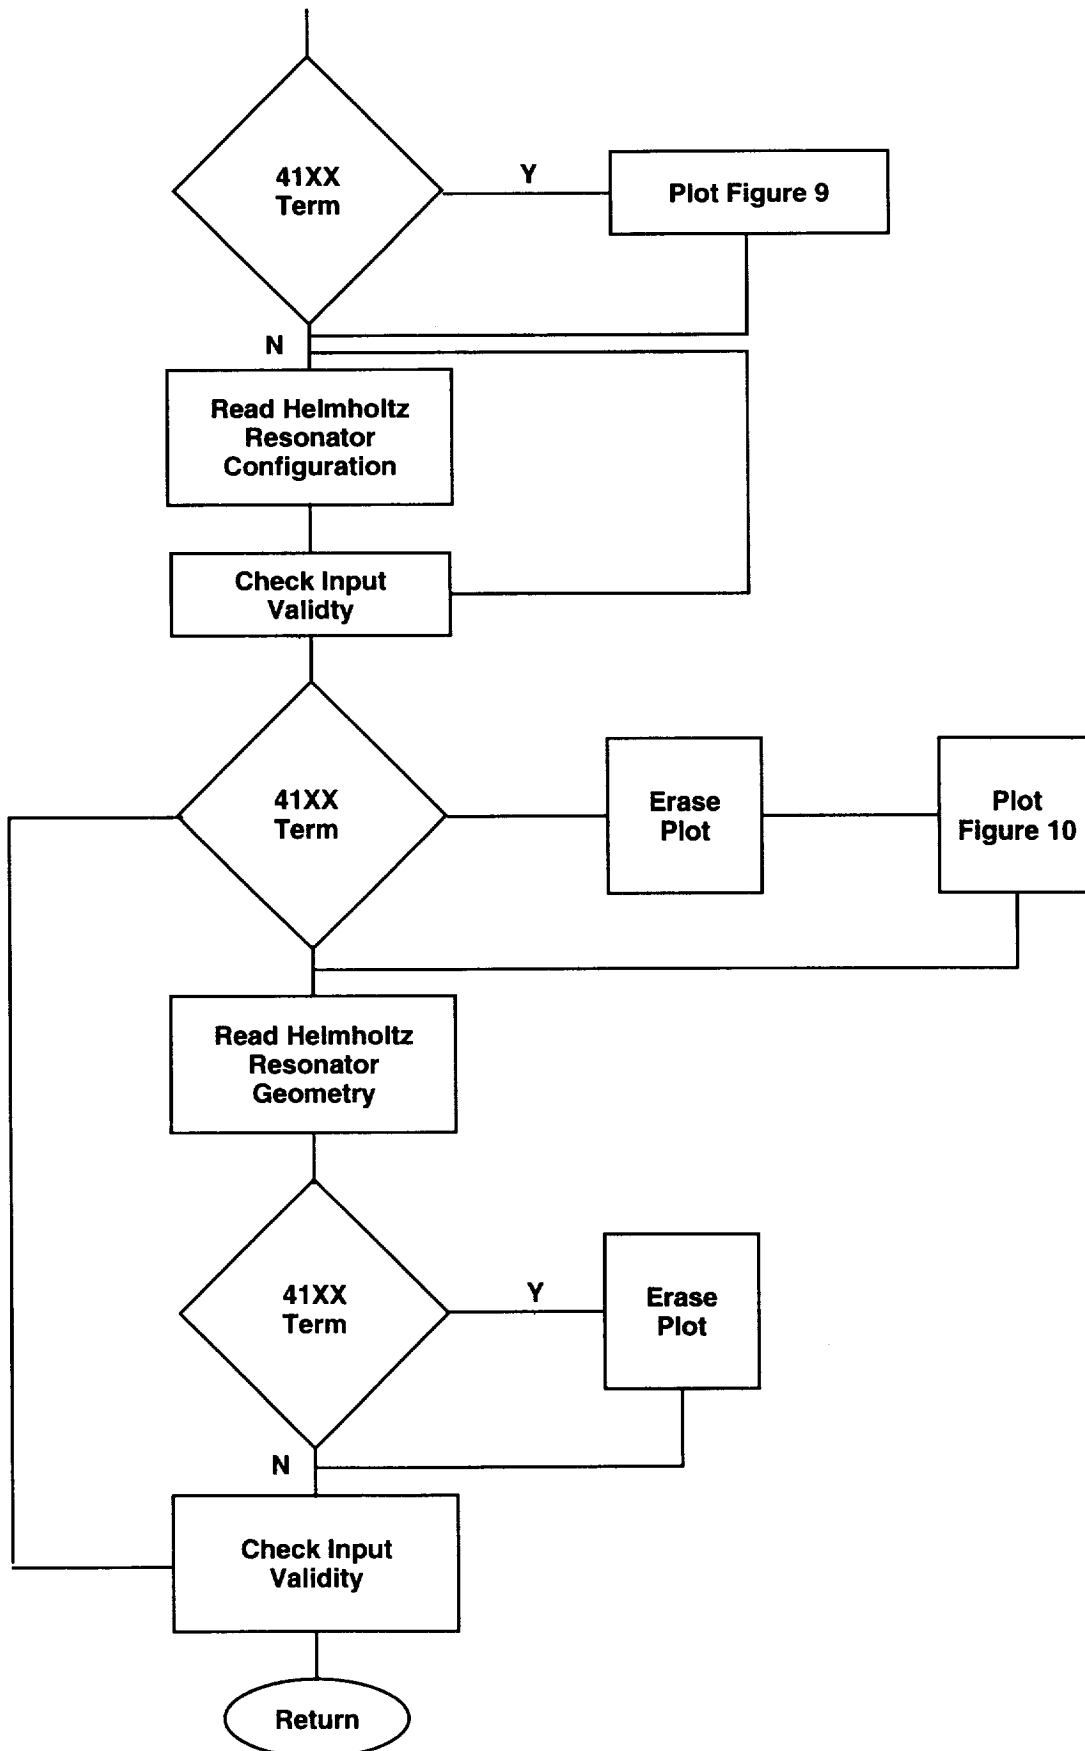 41XX
Term
Y
Plot Figure 9
N
Read Helmholtz
Resonator
Configuration
Check Input
Validty
41XX
Term
Erase
Plot
Plot
Figure 10
Read Helmholtz
Resonator
Geometry
41XX
Term
Y
Erase
Plot
N
Check Input
Validity
Return